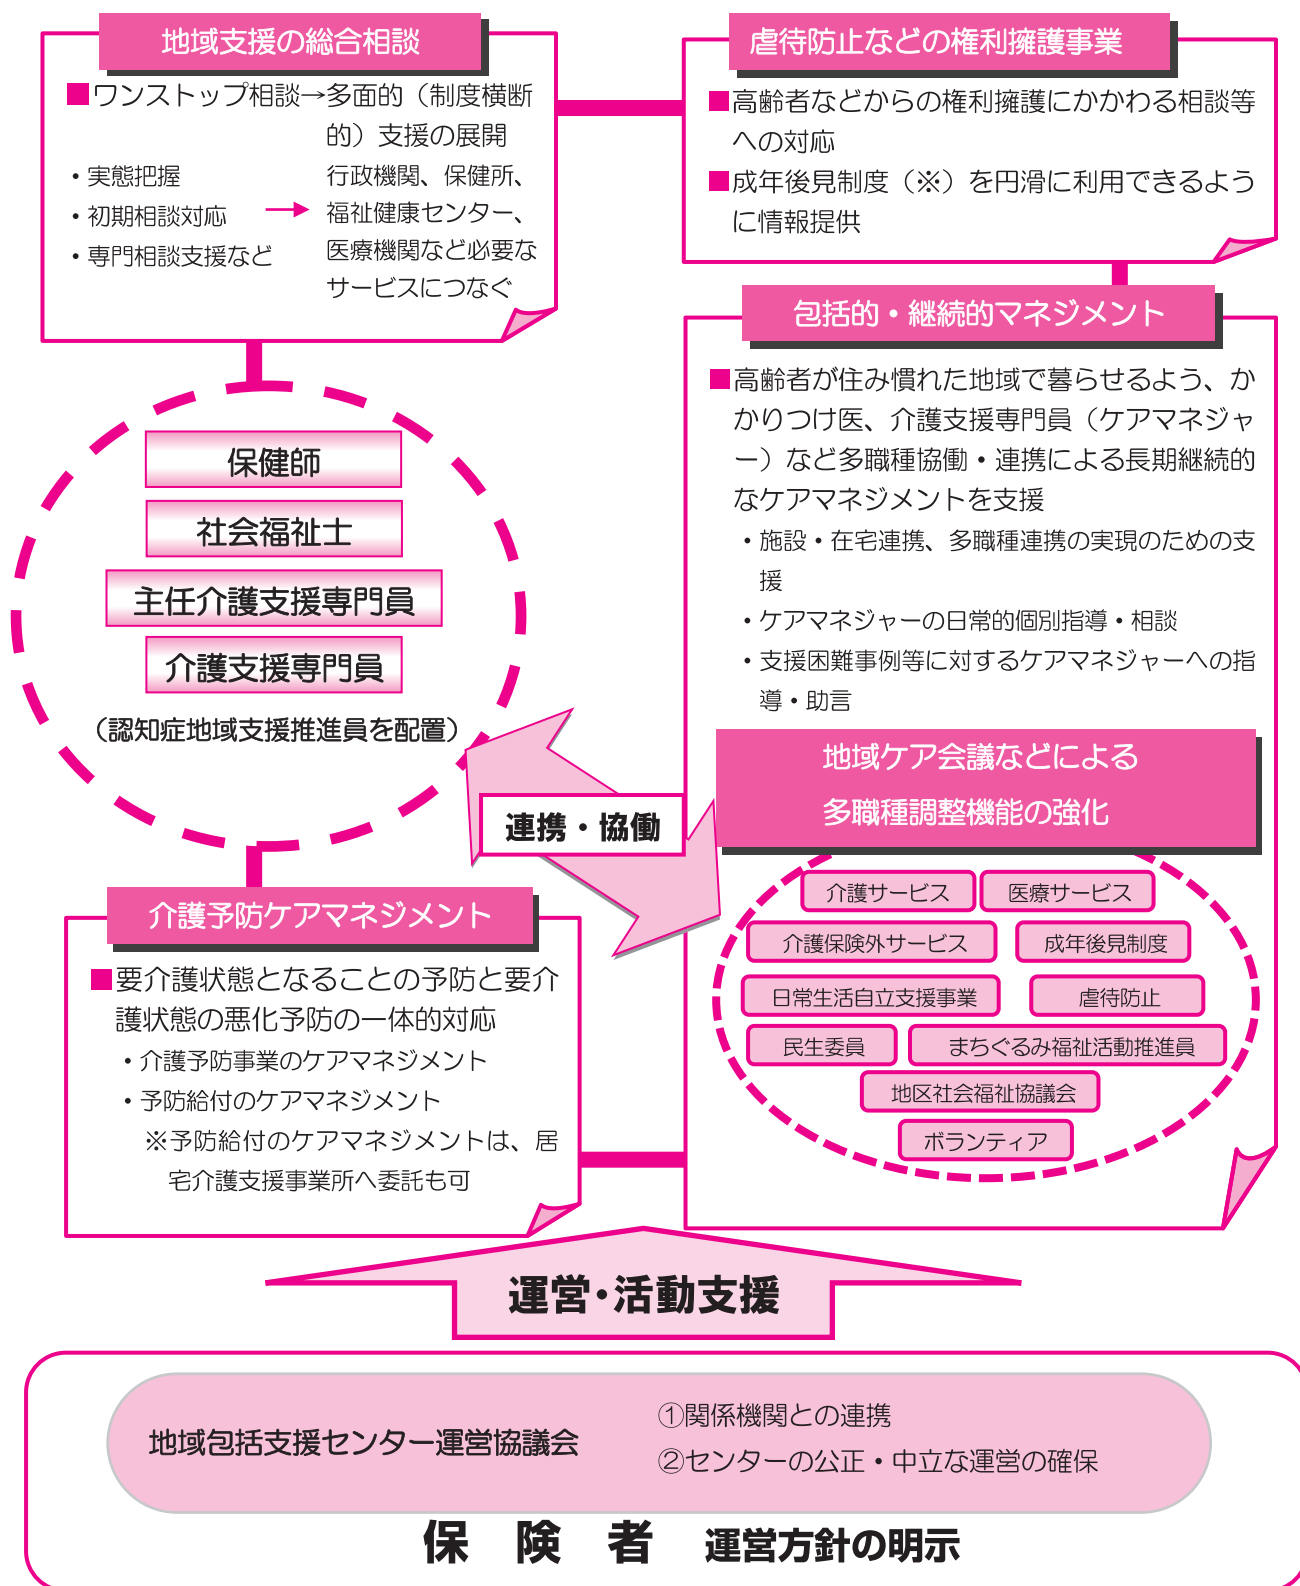 地域支援の総合相談
■ワンストップ相談→多面的（制度横断
的）支援の展開
・実態把握
・初期相談対応
・専門相談支援など
行政機関、保健所、
福祉健康センター、
医療機関など必要な
サービスにつなぐ
虐待防止などの権利擁護事業
■高齢者などからの権利擁護にかかわる相談等
への対応
■成年後見制度（※）を円滑に利用できるよう
に情報提供
包括的・継続的マネジメント
■高齢者が住み慣れた地域で暮らせるよう、か
かりつけ医、介護支援専門員（ケアマネジャ
ー）など多職種協働・連携による長期継続的
なケアマネジメントを支援
・施設・在宅連携、多職種連携の実現のための支
援
・ケアマネジャーの日常的個別指導・相談
・支援困難事例等に対するケアマネジャーへの指
導・助言
保健師
社会福祉士
主任介護支援専門員
介護支援専門員
（認知症地域支援推進員を配置）
連携・協働
地域ケア会議などによる
多職種調整機能の強化
介護サービス
医療サービス
介護保険外サービス
成年後見制度
日常生活自立支援事業
虐待防止
民生委員
まちぐるみ福祉活動推進員
地区社会福祉協議会
ボランティア
介護予防ケアマネジメント
■要介護状態となることの予防と要介
護状態の悪化予防の一体的対応
・介護予防事業のケアマネジメント
・予防給付のケアマネジメント
※予防給付のケアマネジメントは、居
宅介護支援事業所へ委託も可
運営・活動支援
地域包括支援センター運営協議会
①関係機関との連携
②センターの公正・中立な運営の確保
保　険　者　運営方針の明示